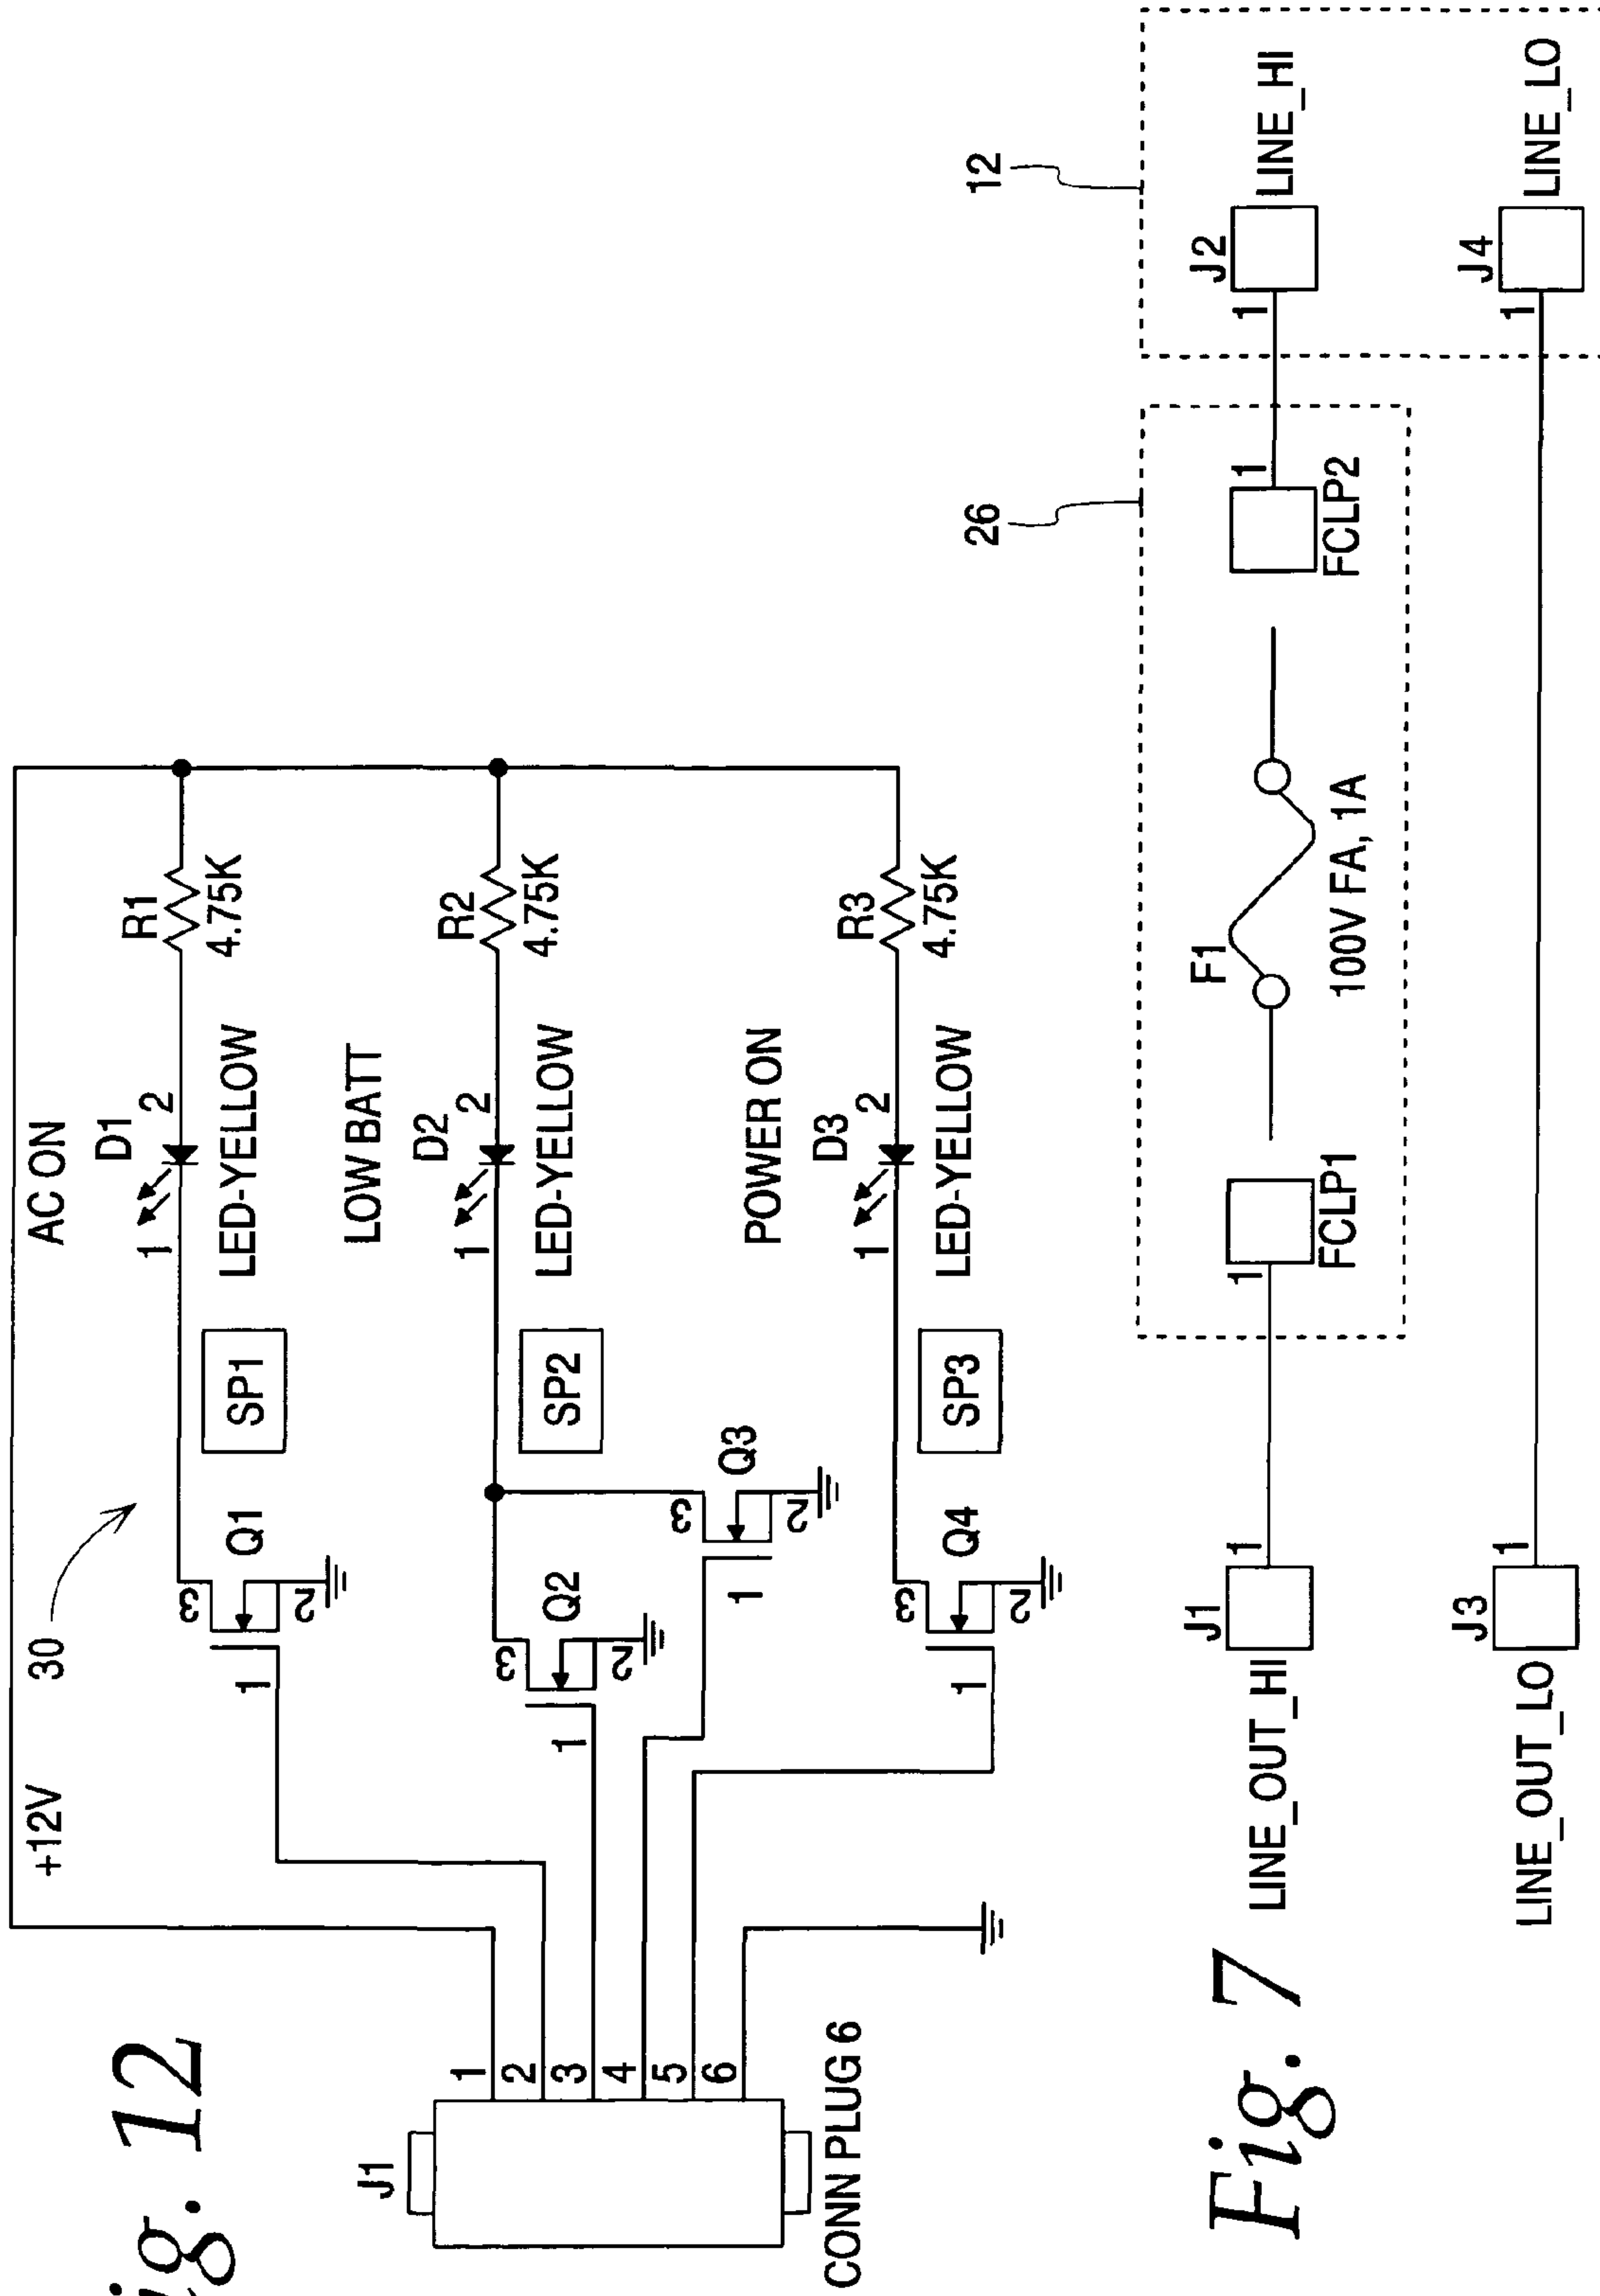 Fig. 12
+12V
30
AC ON
D1
1
2
LED-YELLOW
R1
4.75K
SP1
Q1
3
2
1
LOW BATT
D2
1
2
LED-YELLOW
R2
4.75K
SP2
Q2
3
2
1
Q3
3
2
1
POWER ON
D3
1
2
LED-YELLOW
R3
4.75K
SP3
Q4
3
2
1
J1
1
2
3
4
5
6
CONN PLUG 6
Fig. 7
J1
1
LINE_OUT_HI
26
1
FCLP1
F1
100V FA, 1A
1
FCLP2
12
J2
1
LINE_HI
J3
1
LINE_OUT_LO
J4
1
LINE_LO